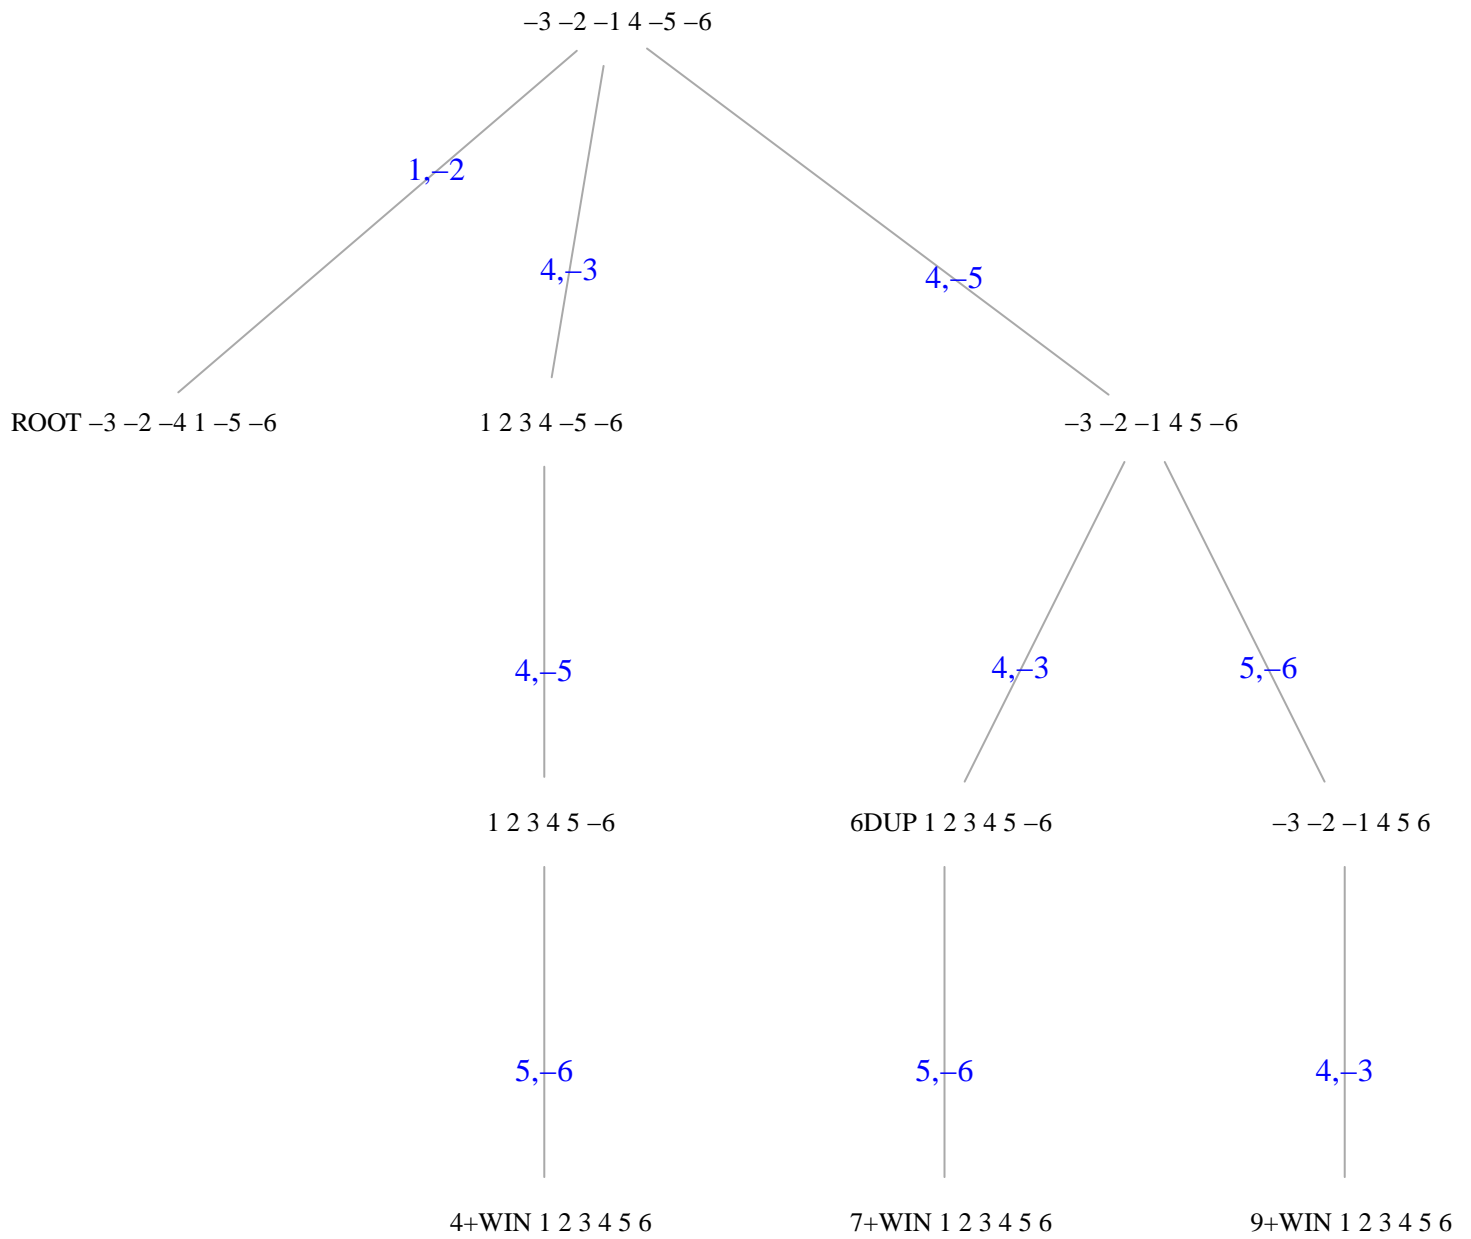 –3 –2 –1 4 –5 –6
1,–2
4,–3
4,–5
ROOT –3 –2 –4 1 –5 –6
1 2 3 4 –5 –6
–3 –2 –1 4 5 –6
4,–5
4,–3
5,–6
1 2 3 4 5 –6
6DUP 1 2 3 4 5 –6
–3 –2 –1 4 5 6
5,–6
5,–6
4,–3
4+WIN 1 2 3 4 5 6
7+WIN 1 2 3 4 5 6
9+WIN 1 2 3 4 5 6